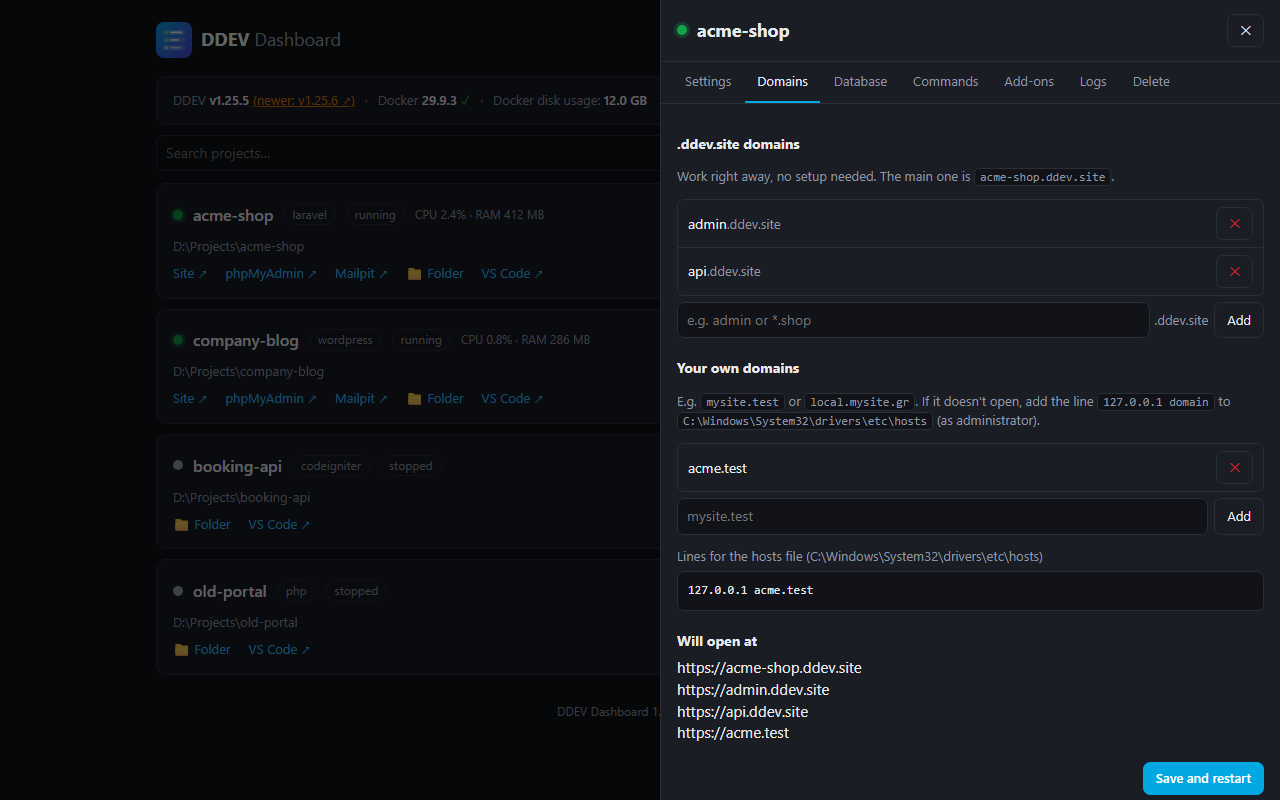 DDEV Dashboard
DDEV v1.25.5 (newer: v1.25.6 ↗) · Docker 29.9.3 ✓ · Docker disk usage: 12.0 GB
Search projects...
acme-shop laravel running CPU 2.4% · RAM 412 MB
D:\Projects\acme-shop
Site ↗ phpMyAdmin ↗ Mailpit ↗ Folder VS Code ↗
company-blog wordpress running CPU 0.8% · RAM 286 MB
D:\Projects\company-blog
Site ↗ phpMyAdmin ↗ Mailpit ↗ Folder VS Code ↗
booking-api codeigniter stopped
D:\Projects\booking-api
Folder VS Code ↗
old-portal php stopped
D:\Projects\old-portal
Folder VS Code ↗
DDEV Dashboard 1.
acme-shop
Settings Domains Database Commands Add-ons Logs Delete
.ddev.site domains
Work right away, no setup needed. The main one is acme-shop.ddev.site.
admin.ddev.site
api.ddev.site
e.g. admin or *.shop .ddev.site Add
Your own domains
E.g. mysite.test or local.mysite.gr. If it doesn't open, add the line 127.0.0.1 domain to
C:\Windows\System32\drivers\etc\hosts (as administrator).
acme.test
mysite.test Add
Lines for the hosts file (C:\Windows\System32\drivers\etc\hosts)
127.0.0.1 acme.test
Will open at
https://acme-shop.ddev.site
https://admin.ddev.site
https://api.ddev.site
https://acme.test
Save and restart